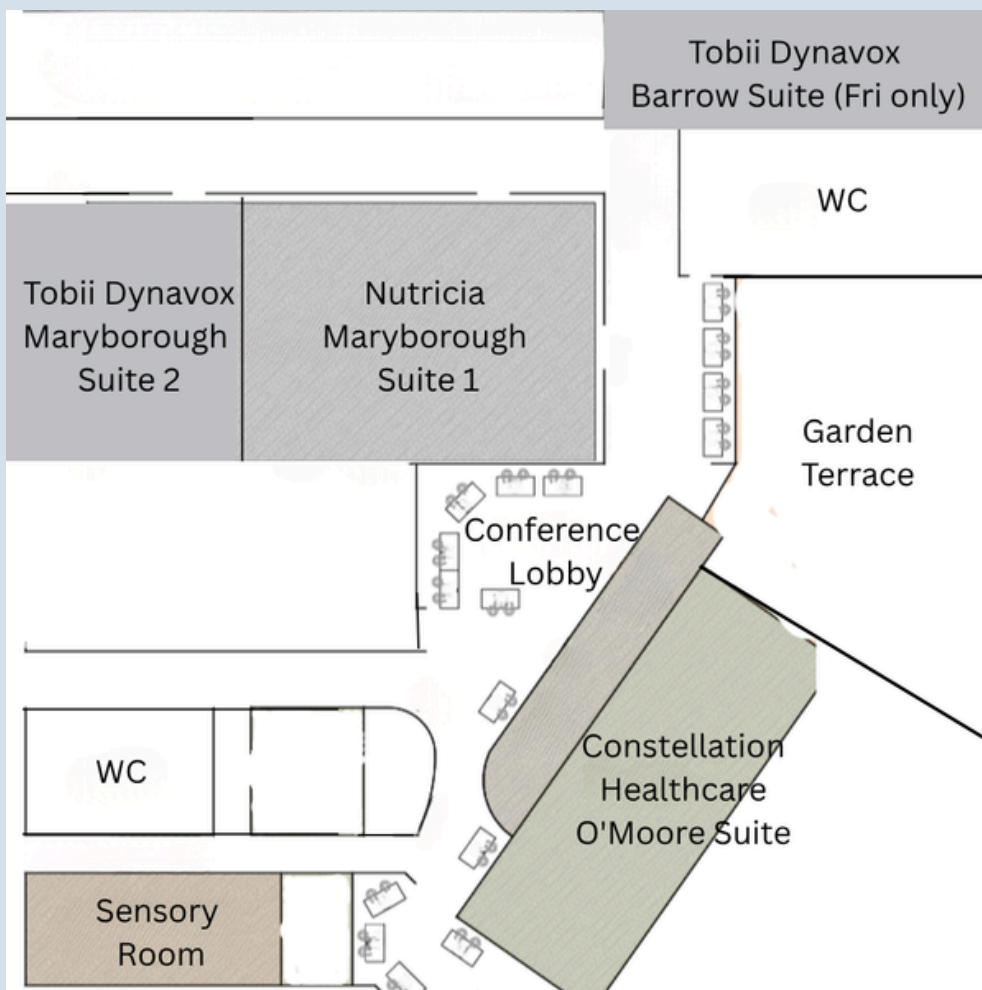 Tobii Dynavox
Barrow Suite (Fri only)
WC
Tobii Dynavox
Maryborough
Suite 2
Nutricia
Maryborough
Suite 1
Garden
Terrace
Conference
Lobby
Constellation
Healthcare
O'Moore Suite
WC
Sensory
Room